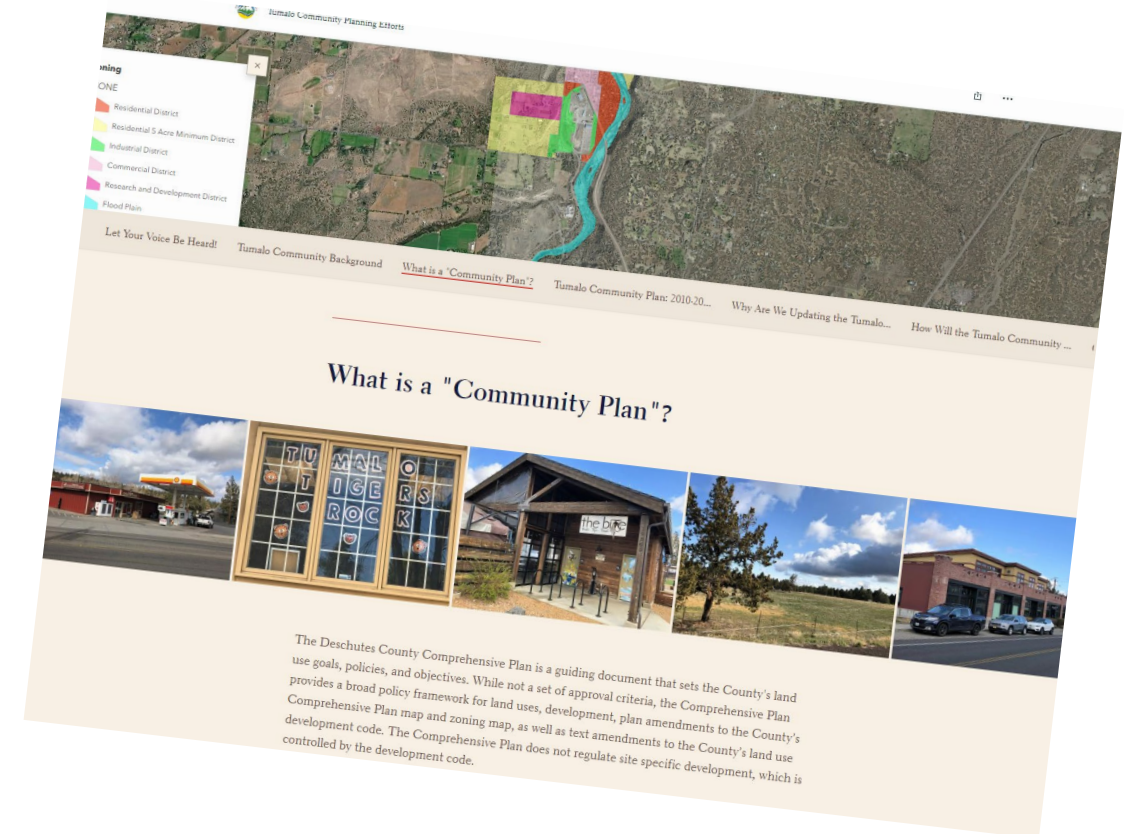 Tumalo Community Planning Efforts
ONE
Residential District
Residential 5 Acre Minimum District
Industrial District
Commercial District
Research and Development District
Flood Plain
Let Your Voice Be Heard!
Tumalo Community Background
What is a "Community Plan"?
Tumalo Community Plan: 2010-20...
Why Are We Updating the Tumalo...
How Will the Tumalo Community ...
What is a "Community Plan"?
TUMALO
TIGERS
ROCK
the bite
The Deschutes County Comprehensive Plan is a guiding document that sets the County's land
use goals, policies, and objectives. While not a set of approval criteria, the Comprehensive Plan
provides a broad policy framework for land uses, development, plan amendments to the County's
Comprehensive Plan map and zoning map, as well as text amendments to the County's land use
development code. The Comprehensive Plan does not regulate site specific development, which is
controlled by the development code.